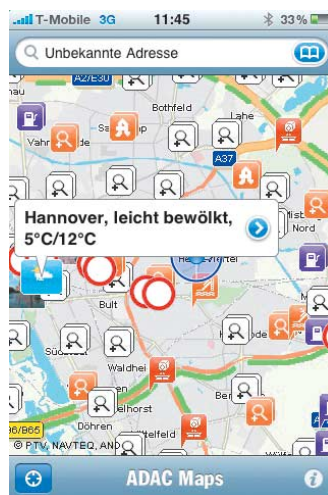 T-Mobile 3G 11:45 33%
Unbekannte Adresse
A2/E30
Bothfeld
Lahe
A37
Hannover, leicht bewölkt,
5°C/12°C
Nord
Bult
Waldhei
Döhren
© PTV, NAVTEQ, AND
ADAC Maps